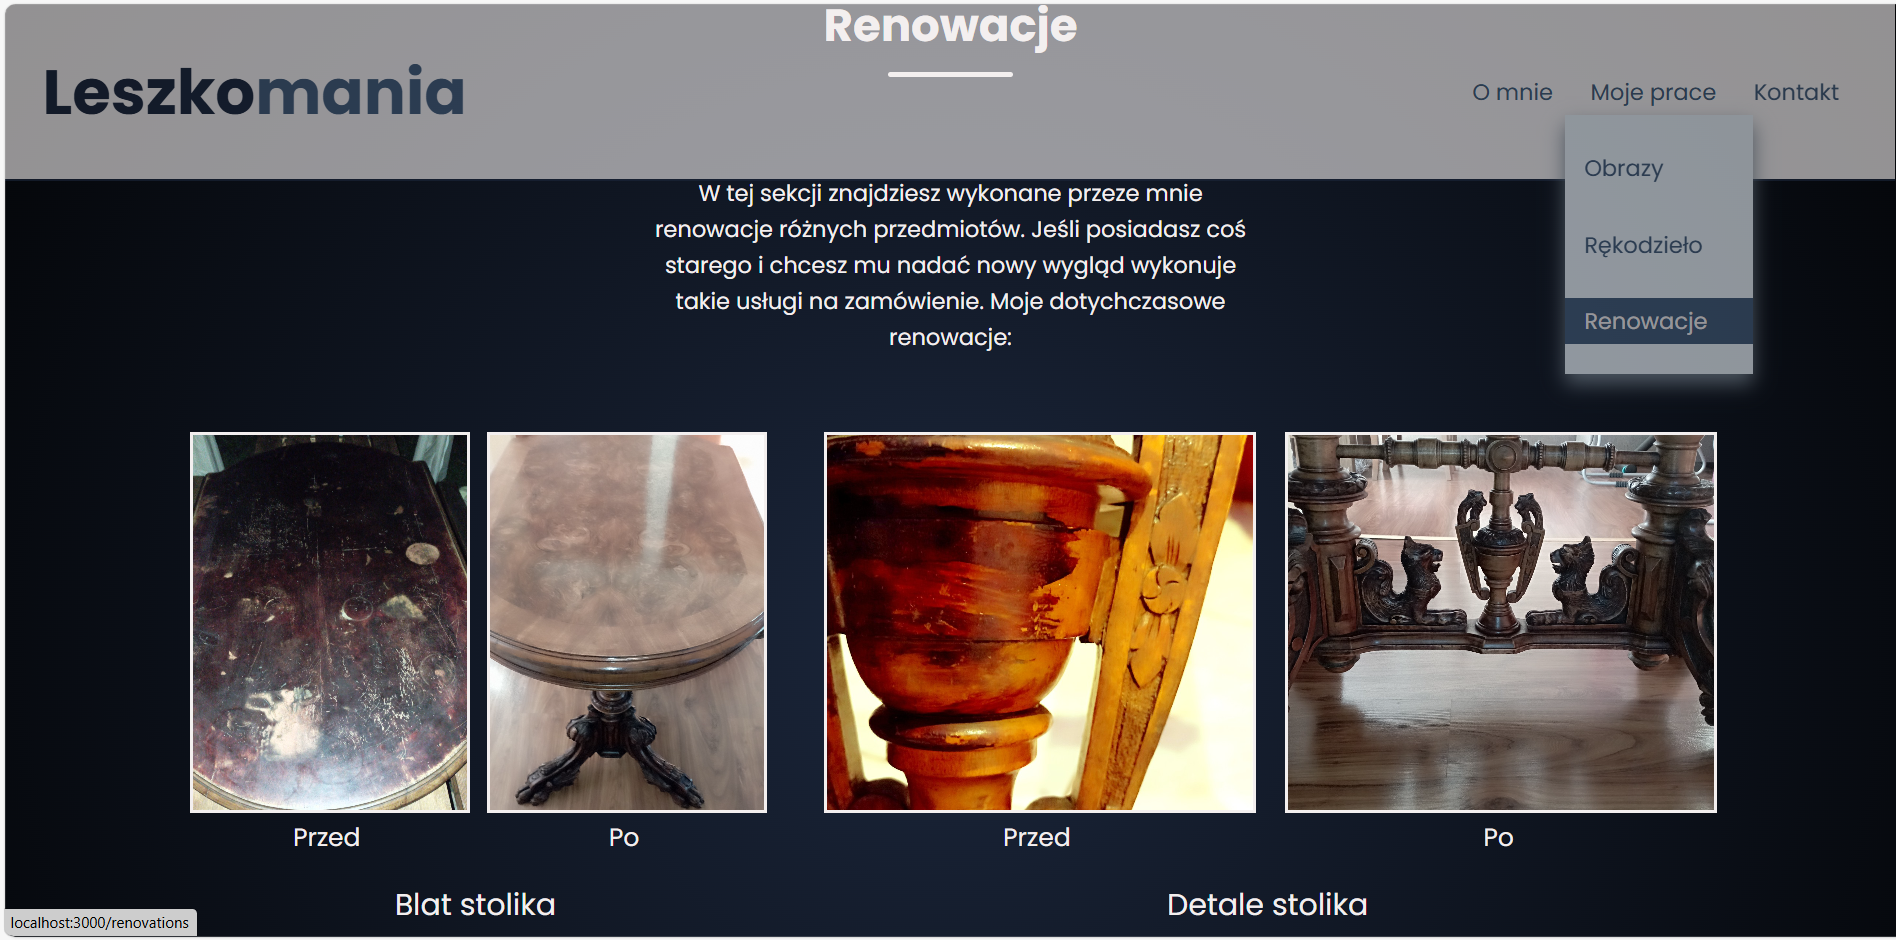 Renowacje
Leszkomania
O mnie
Moje prace
Kontakt
Obrazy
Rękodzieło
Renowacje
W tej sekcji znajdziesz wykonane przeze mnie
renowacje różnych przedmiotów. Jeśli posiadasz coś
starego i chcesz mu nadać nowy wygląd wykonuje
takie usługi na zamówienie. Moje dotychczasowe
renowacje:
Przed
Po
Przed
Po
Blat stolika
Detale stolika
localhost:3000/renovations